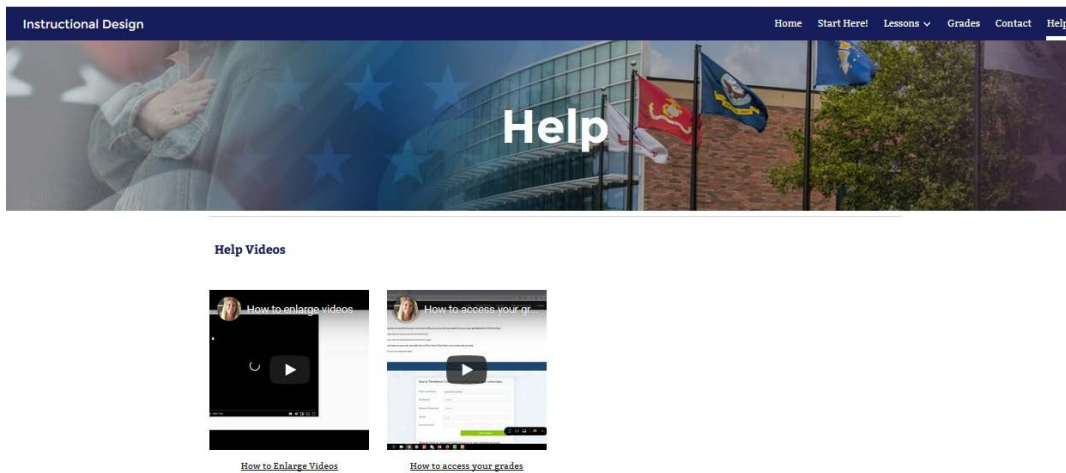 Instructional Design
Home Start Here! Lessons Grades Contact Help
Help
Help Videos
How to enlarge videos
How to access your gr
How to Enlarge Videos
How to access your grades